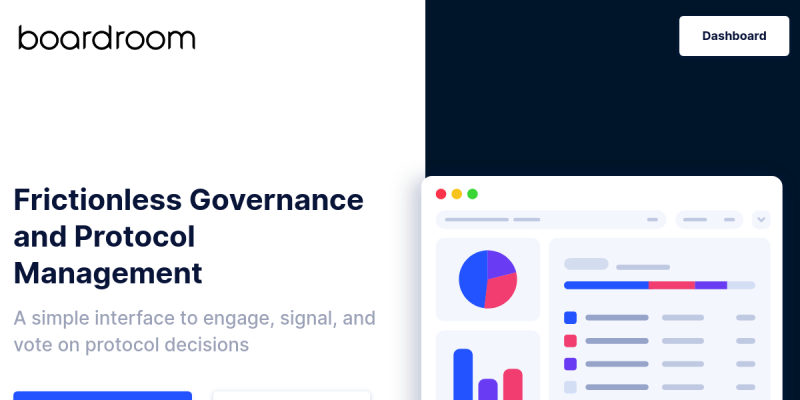 boardroom
Dashboard
Frictionless Governance
and Protocol
Management
A simple interface to engage, signal, and
vote on protocol decisions